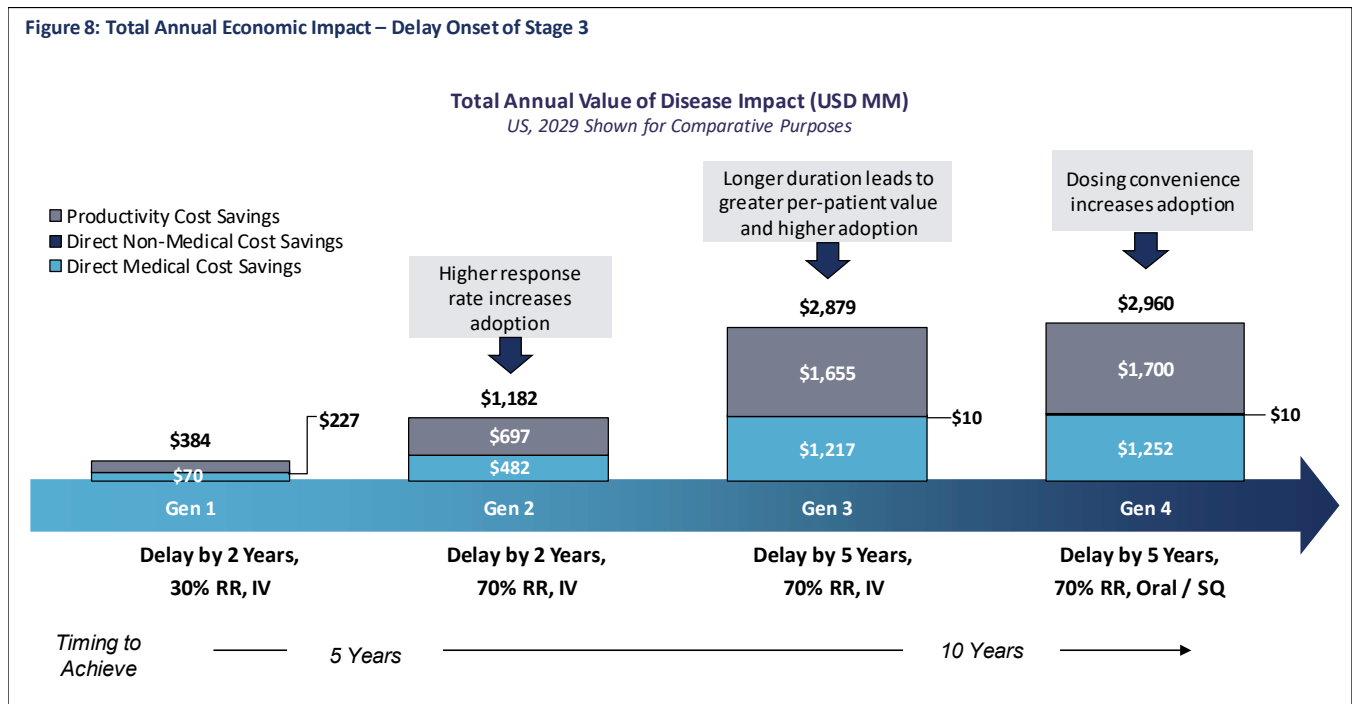 Figure 8: Total Annual Economic Impact – Delay Onset of Stage 3
Total Annual Value of Disease Impact (USD MM)
US, 2029 Shown for Comparative Purposes
Productivity Cost Savings
Direct Non-Medical Cost Savings
Direct Medical Cost Savings
Higher response
rate increases
adoption
Longer duration leads to
greater per-patient value
and higher adoption
Dosing convenience
increases adoption
$384
$227
$70
$1,182
$697
$482
$2,879
$1,655
$10
$1,217
$2,960
$1,700
$10
$1,252
Gen 1
Gen 2
Gen 3
Gen 4
Delay by 2 Years,
30% RR, IV
Delay by 2 Years,
70% RR, IV
Delay by 5 Years,
70% RR, IV
Delay by 5 Years,
70% RR, Oral / SQ
Timing to
Achieve
5 Years
10 Years